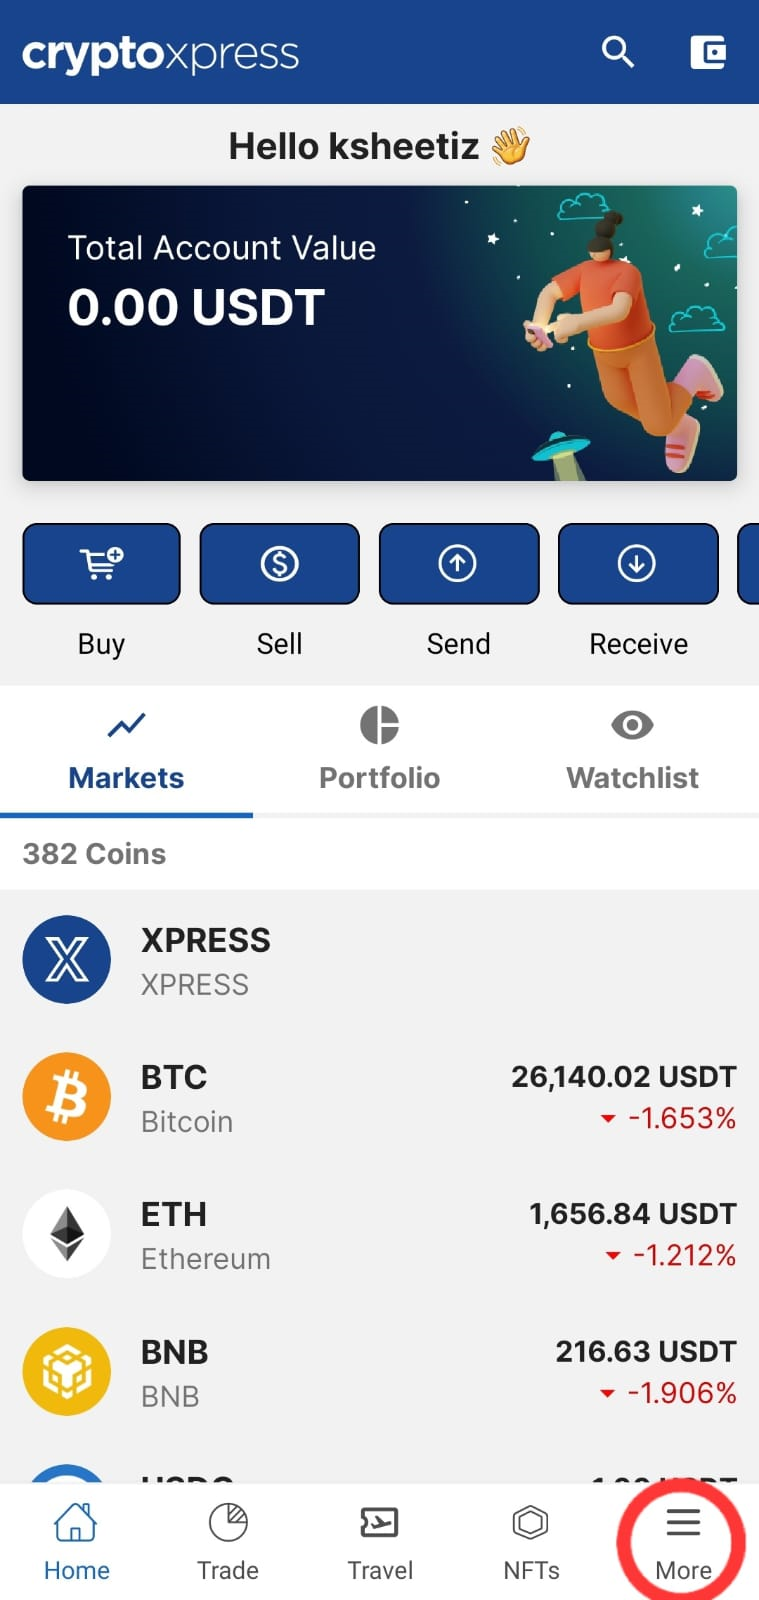 cryptoxpress
Hello ksheetiz 👋
Total Account Value
0.00 USDT
Buy
Sell
Send
Receive
Markets
Portfolio
Watchlist
382 Coins
XPRESS
XPRESS
BTC
26,140.02 USDT
Bitcoin
-1.653%
ETH
1,656.84 USDT
Ethereum
-1.212%
BNB
216.63 USDT
BNB
-1.906%
Home
Trade
Travel
NFTs
More